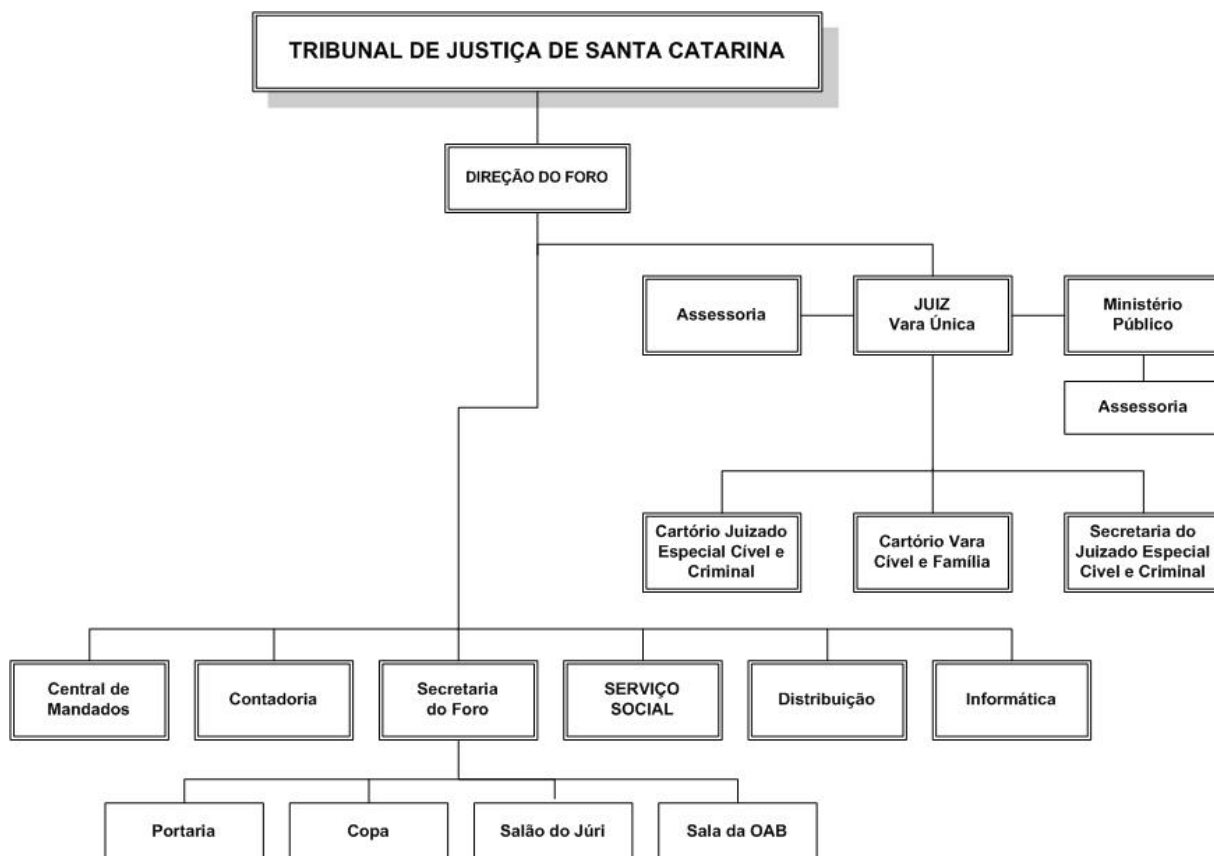 TRIBUNAL DE JUSTIÇA DE SANTA CATARINA
DIREÇÃO DO FORO
Assessoria
JUIZ
Vara Única
Ministério
Público
Assessoria
Cartório Juizado
Especial Cível e
Criminal
Cartório Vara
Cível e Família
Secretaria do
Juizado Especial
Civel e Criminal
Central de
Mandados
Contadoria
Secretaria
do Foro
SERVIÇO
SOCIAL
Distribuição
Informática
Portaria
Copa
Salão do Júri
Sala da OAB